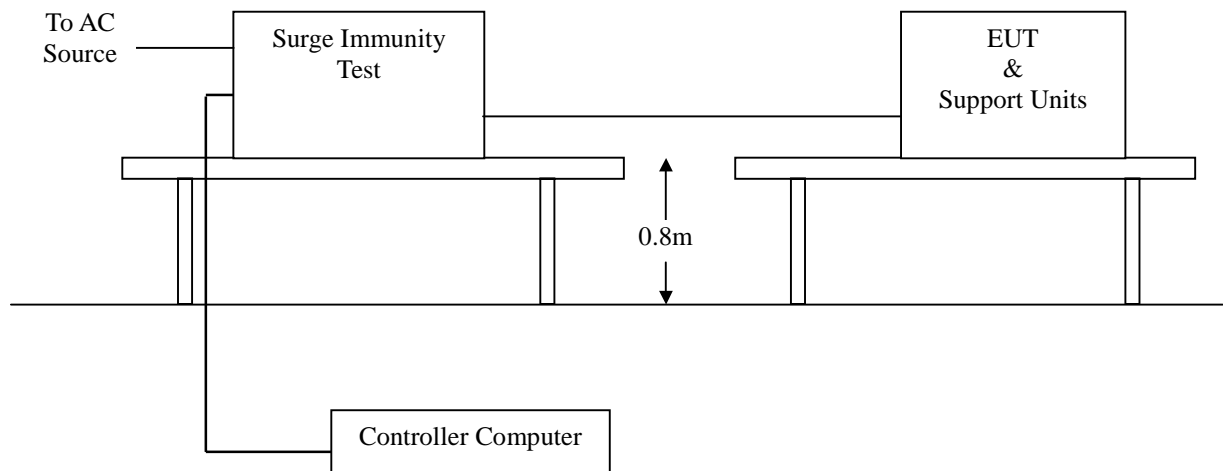 To AC
Source
Surge Immunity
Test
EUT
&
Support Units
0.8m
Controller Computer